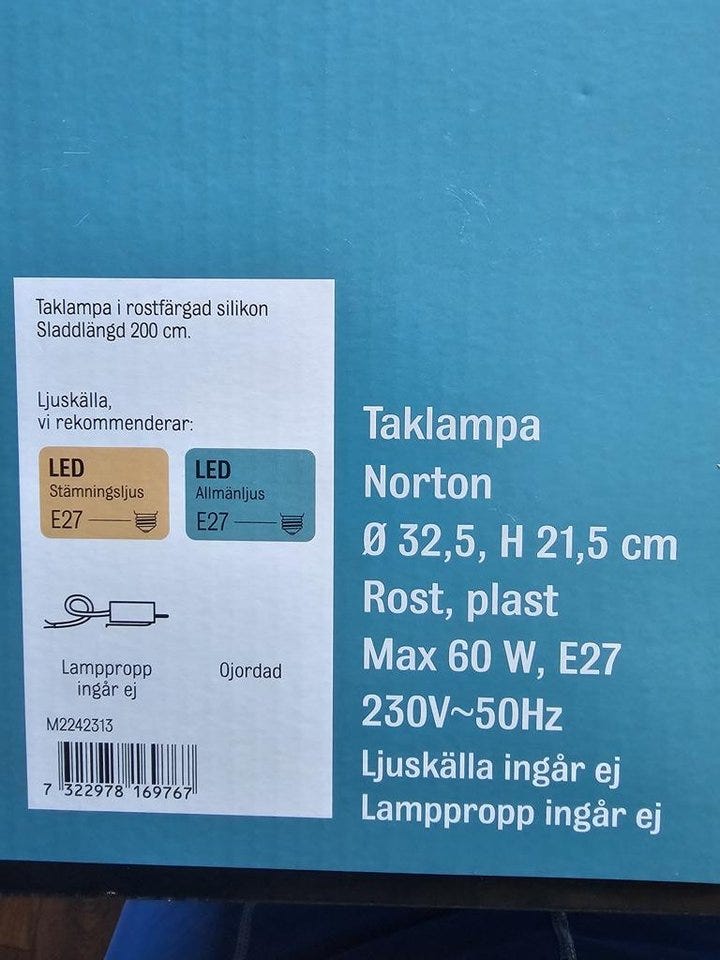 Taklampa i rostfärgad silikon
Sladdlängd 200 cm.
Ljuskälla,
vi rekommenderar:
LED
Stämningsljus
E27
LED
Allmänljus
E27
Lamppropp
ingår ej
Ojordad
M2242313
7 322978 169767
Taklampa
Norton
Ø 32,5, H 21,5 cm
Rost, plast
Max 60 W, E27
230V~50Hz
Ljuskälla ingår ej
Lamppropp ingår ej